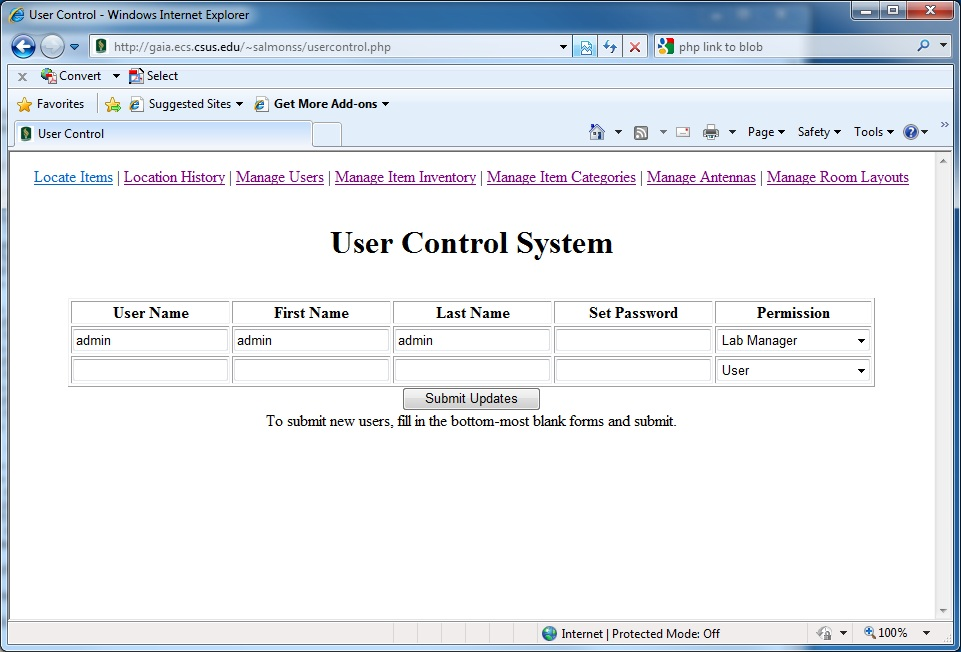 User Control - Windows Internet Explorer
http://gaia.ecs.csus.edu/~salmonss/usercontrol.php php link to blob
x Convert Select
Favorites Suggested Sites Get More Add-ons
User Control Page Safety Tools »
Locate Items | Location History | Manage Users | Manage Item Inventory | Manage Item Categories | Manage Antennas | Manage Room Layouts
User Control System
User Name First Name Last Name Set Password Permission
admin admin admin Lab Manager
User
Submit Updates
To submit new users, fill in the bottom-most blank forms and submit.
Internet | Protected Mode: Off 100%